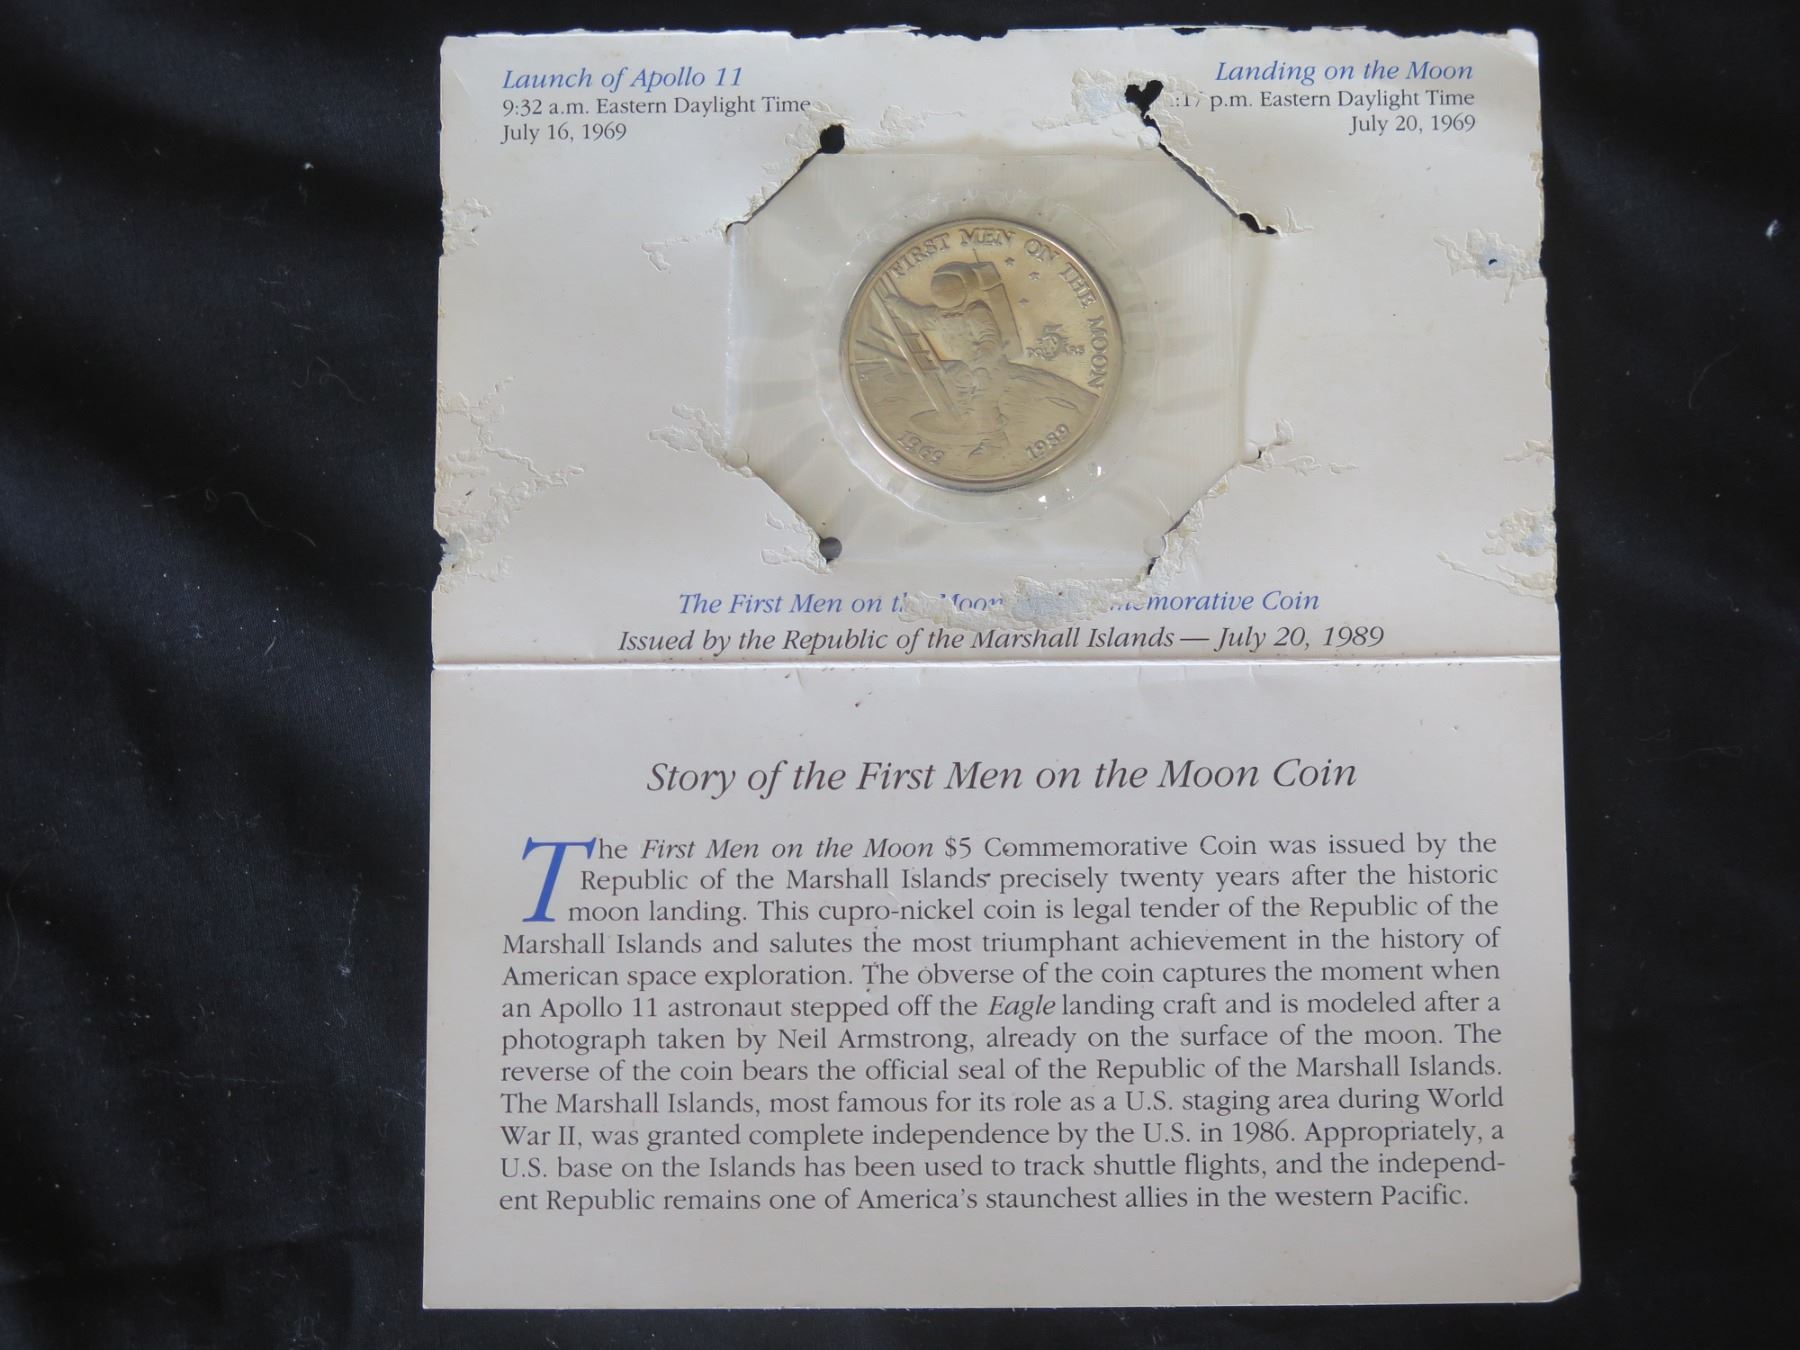 Launch of Apollo 11
9:32 a.m. Eastern Daylight Time
July 16, 1969
Landing on the Moon
:17 p.m. Eastern Daylight Time
July 20, 1969
FIRST MEN ON THE MOON
5
DOLLARS
1969 1989
The First Men on Moon Coin
Issued by the Republic of the Marshall Islands — July 20, 1989
Story of the First Men on the Moon Coin
The First Men on the Moon $5 Commemorative Coin was issued by the
Republic of the Marshall Islands precisely twenty years after the historic
moon landing. This cupro-nickel coin is legal tender of the Republic of the
Marshall Islands and salutes the most triumphant achievement in the history of
American space exploration. The obverse of the coin captures the moment when
an Apollo 11 astronaut stepped off the Eagle landing craft and is modeled after a
photograph taken by Neil Armstrong, already on the surface of the moon. The
reverse of the coin bears the official seal of the Republic of the Marshall Islands.
The Marshall Islands, most famous for its role as a U.S. staging area during World
War II, was granted complete independence by the U.S. in 1986. Appropriately, a
U.S. base on the Islands has been used to track shuttle flights, and the independ-
ent Republic remains one of America's staunchest allies in the western Pacific.